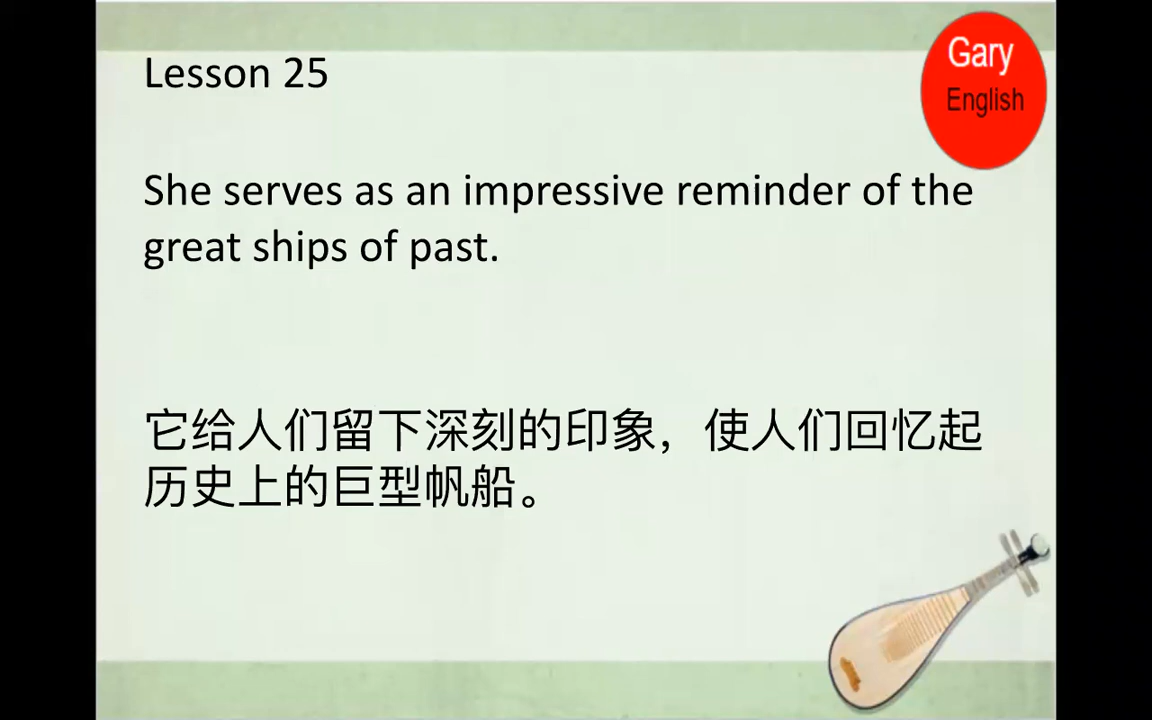 Lesson 25
Gary
English
She serves as an impressive reminder of the
great ships of past.
它给人们留下深刻的印象，使人们回忆起
历史上的巨型帆船。